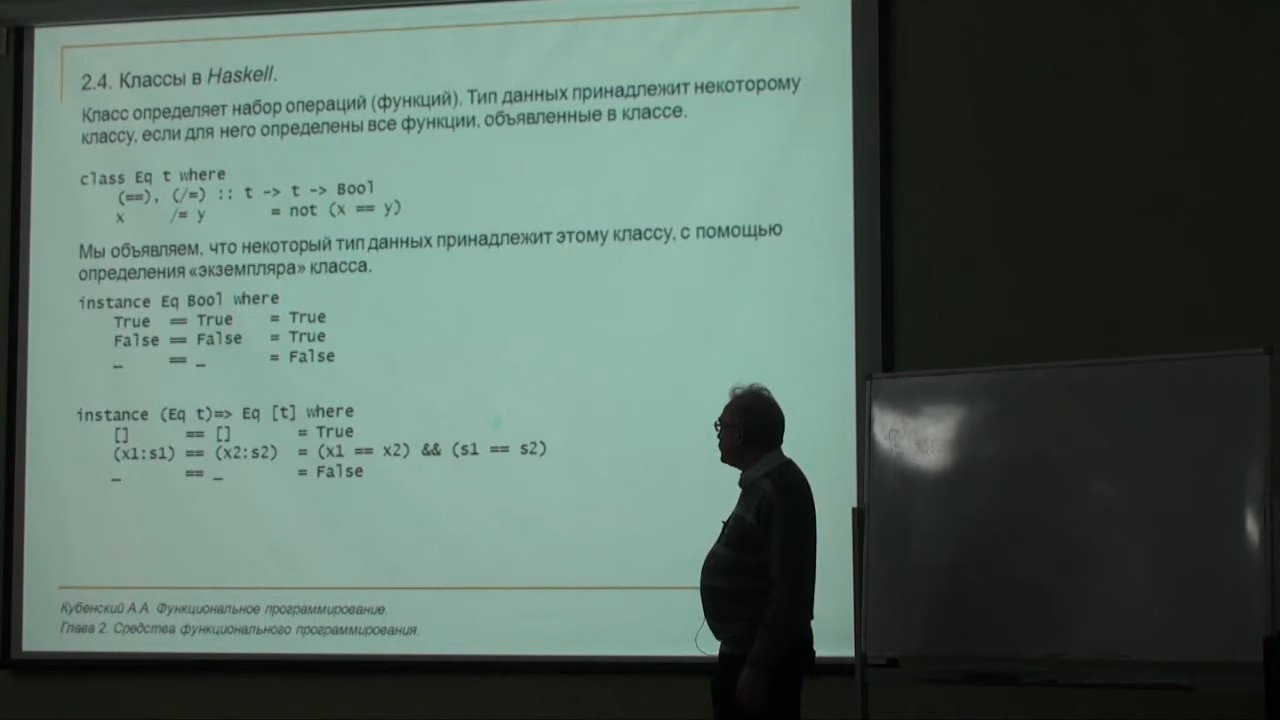 2.4. Классы в Haskell.
Класс определяет набор операций (функций). Тип данных принадлежит некоторому
классу, если для него определены все функции, объявленные в классе.
class Eq t where
(==), (/=) :: t -> t -> Bool
x /= y = not (x == y)
Мы объявляем, что некоторый тип данных принадлежит этому классу, с помощью
определения «экземпляра» класса.
instance Eq Bool where
True == True = True
False == False = True
_ == _ = False
instance (Eq t)=> Eq [t] where
[] == [] = True
(x1:s1) == (x2:s2) = (x1 == x2) && (s1 == s2)
_ == _ = False
Кубенский А.А. Функциональное программирование.
Глава 2. Средства функционального программирования.